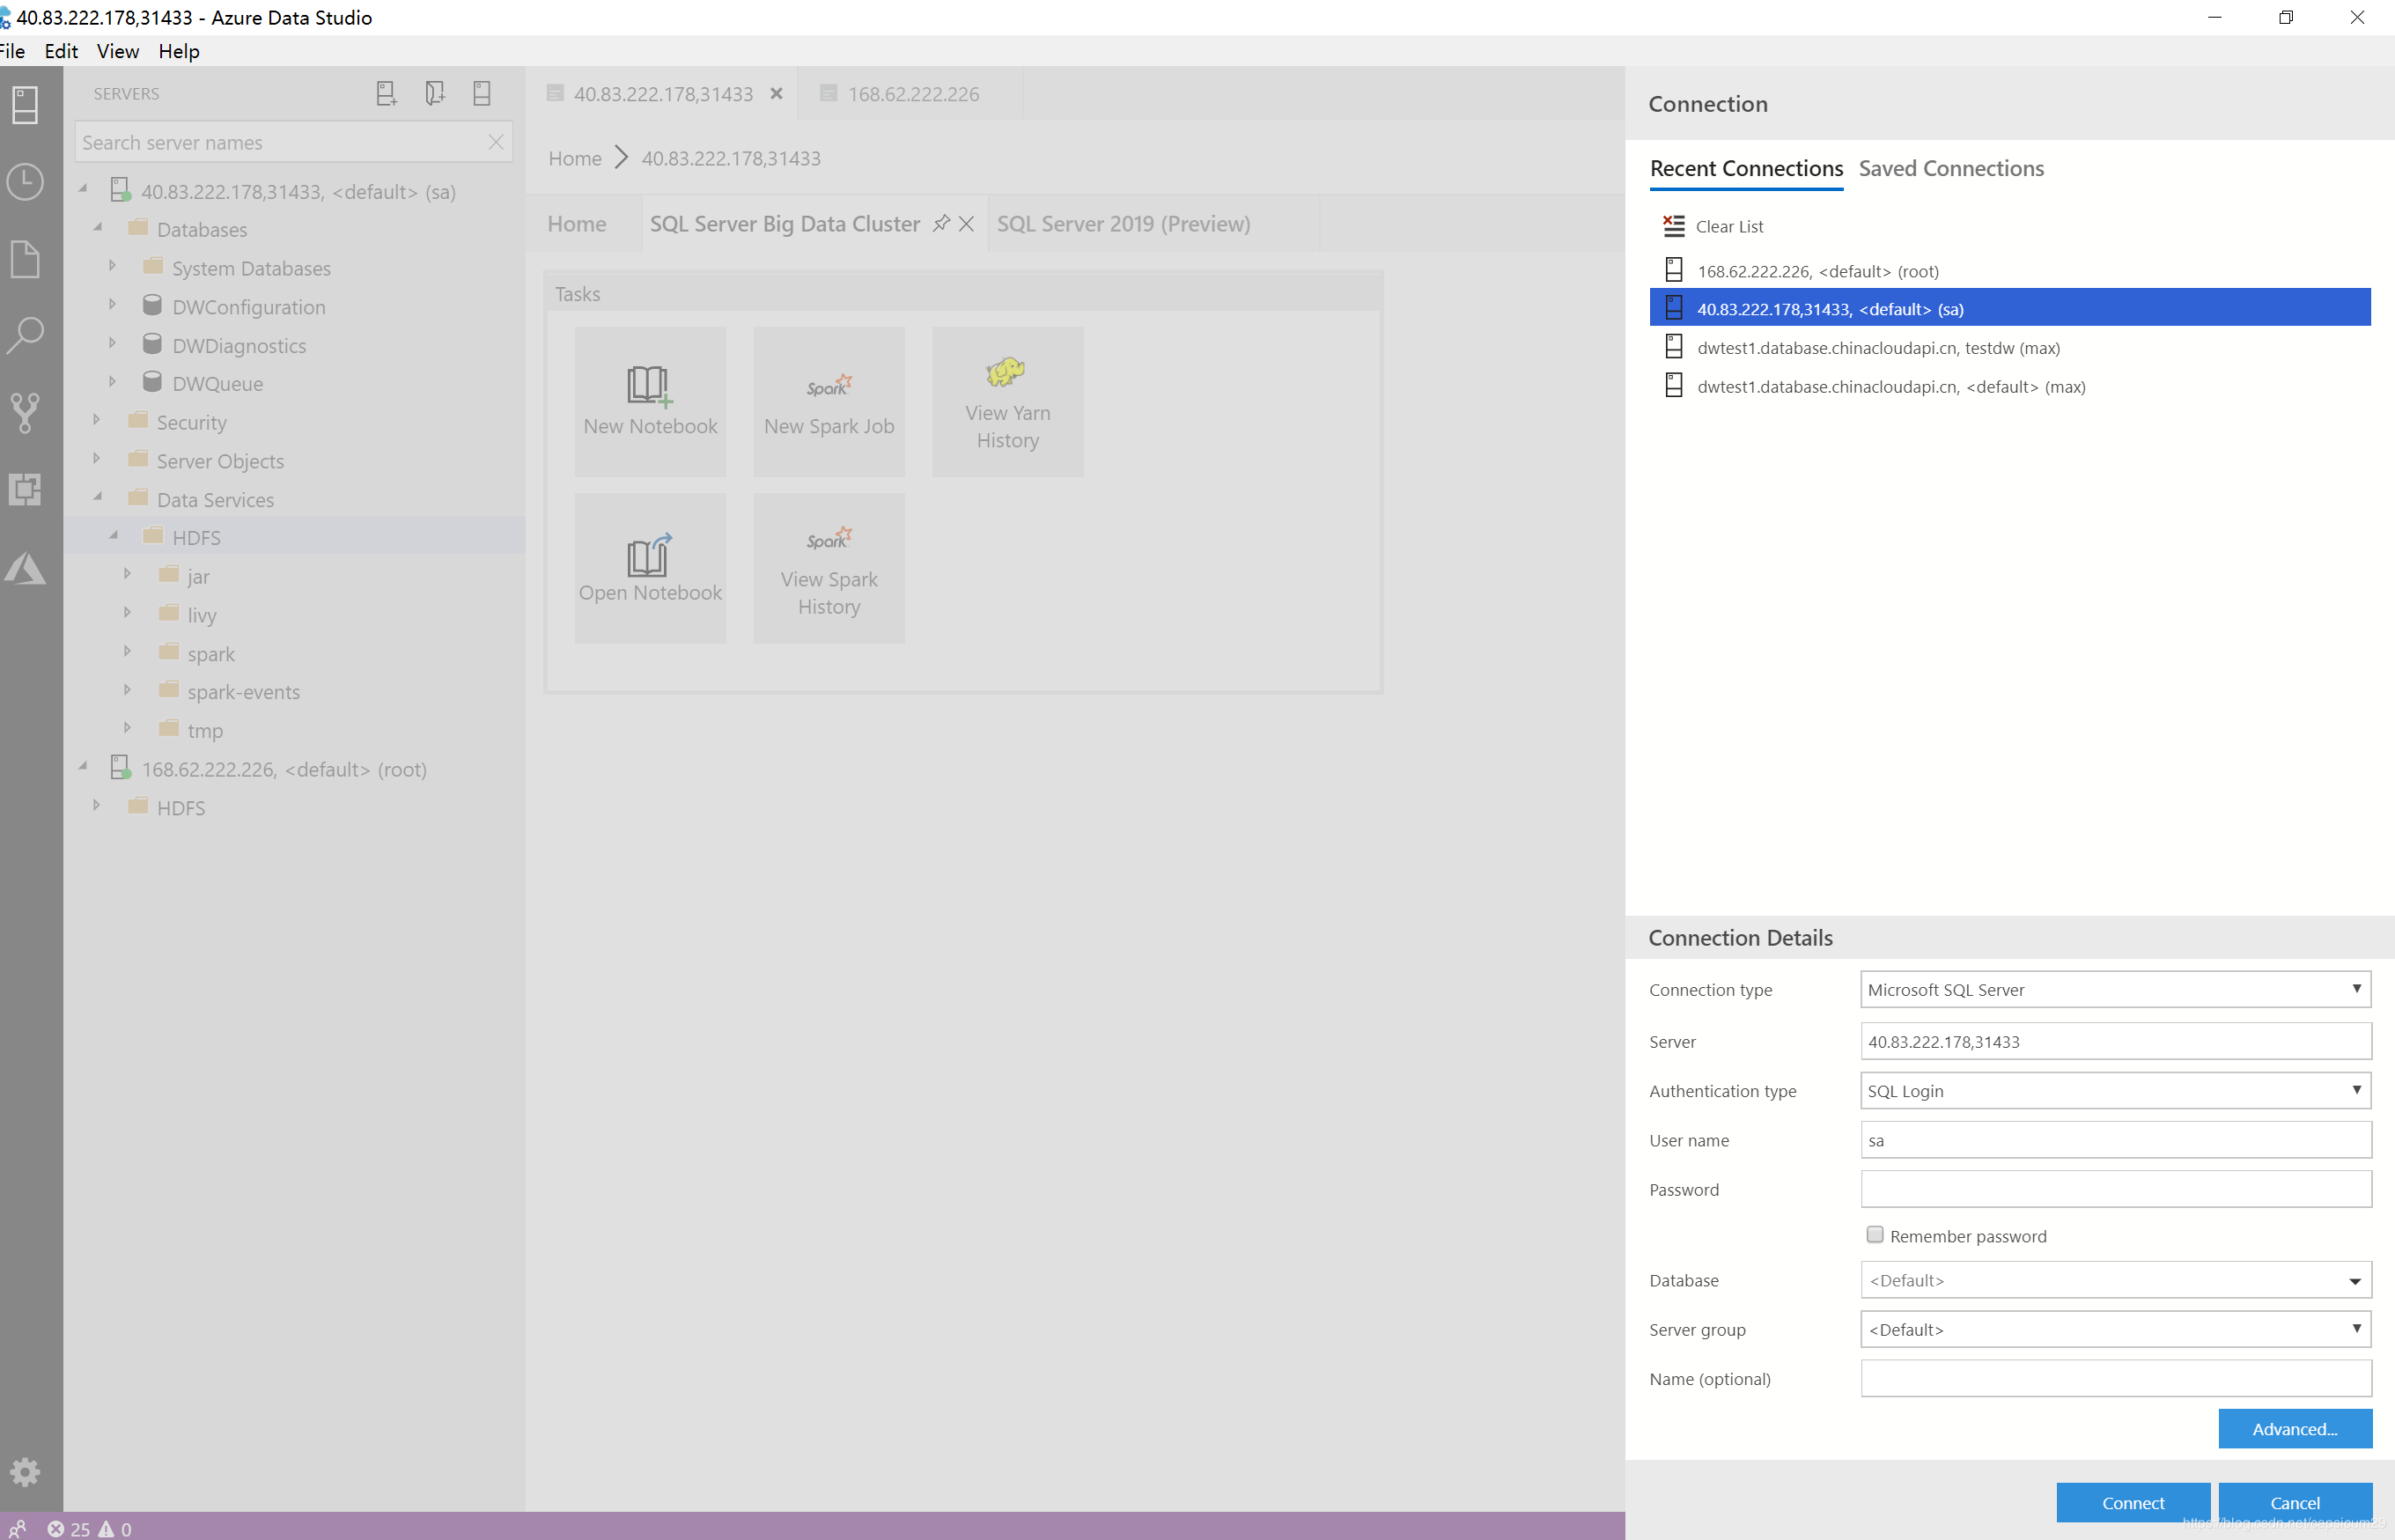 40.83.222.178,31433 - Azure Data Studio
File Edit View Help
SERVERS
Search server names
40.83.222.178,31433, <default> (sa)
Databases
System Databases
DWConfiguration
DWDiagnostics
DWQueue
Security
Server Objects
Data Services
HDFS
jar
livy
spark
spark-events
tmp
168.62.222.226, <default> (root)
HDFS
40.83.222.178,31433
168.62.222.226
Home 40.83.222.178,31433
Home
SQL Server Big Data Cluster
SQL Server 2019 (Preview)
Tasks
New Notebook
Spark
New Spark Job
View Yarn
History
Open Notebook
Spark
View Spark
History
Connection
Recent Connections
Saved Connections
Clear List
168.62.222.226, <default> (root)
40.83.222.178,31433, <default> (sa)
dwtest1.database.chinacloudapi.cn, testdw (max)
dwtest1.database.chinacloudapi.cn, <default> (max)
Connection Details
Connection type Microsoft SQL Server
Server 40.83.222.178,31433
Authentication type SQL Login
User name sa
Password
Remember password
Database <Default>
Server group <Default>
Name (optional)
Advanced...
Connect
Cancel
25 0